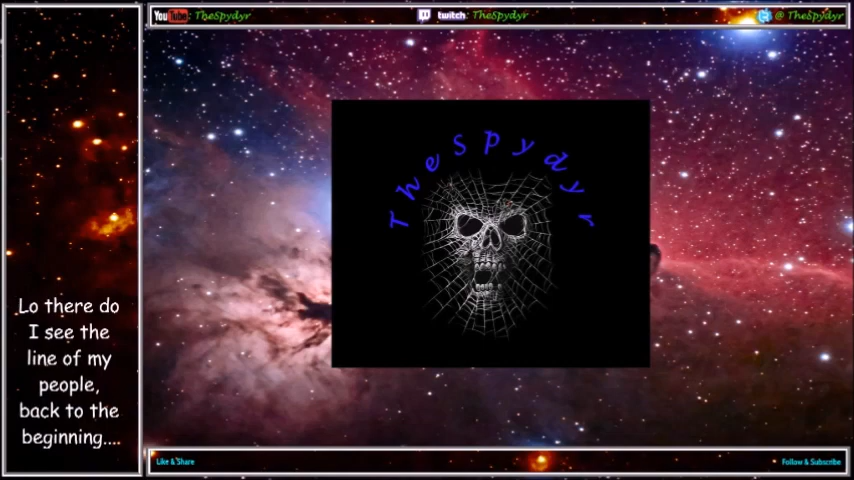 YouTube: TheSpydyr
twitch: TheSpydyr
@ TheSpydyr
TheSpydyr
Lo there do
I see the
line of my
people,
back to the
beginning....
Like & Share
Follow & Subscribe